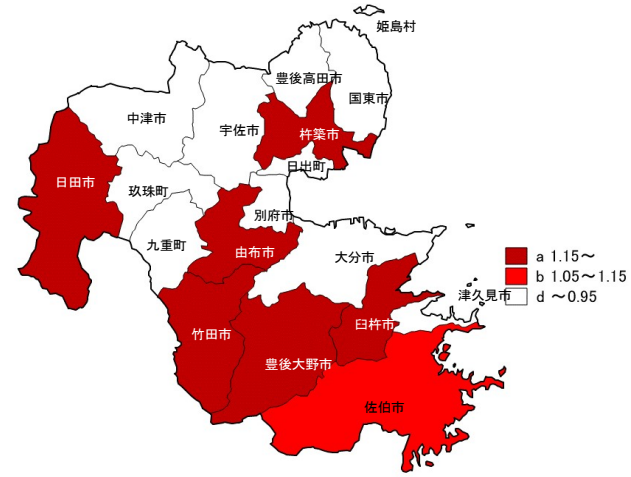 姫島村
豊後高田市
国東市
中津市
宇佐市
杵築市
日出町
日田市
玖珠町
別府市
九重町
由布市
大分市
a 1.15～
b 1.05～1.15
d ～0.95
津久見市
竹田市
臼杵市
豊後大野市
佐伯市